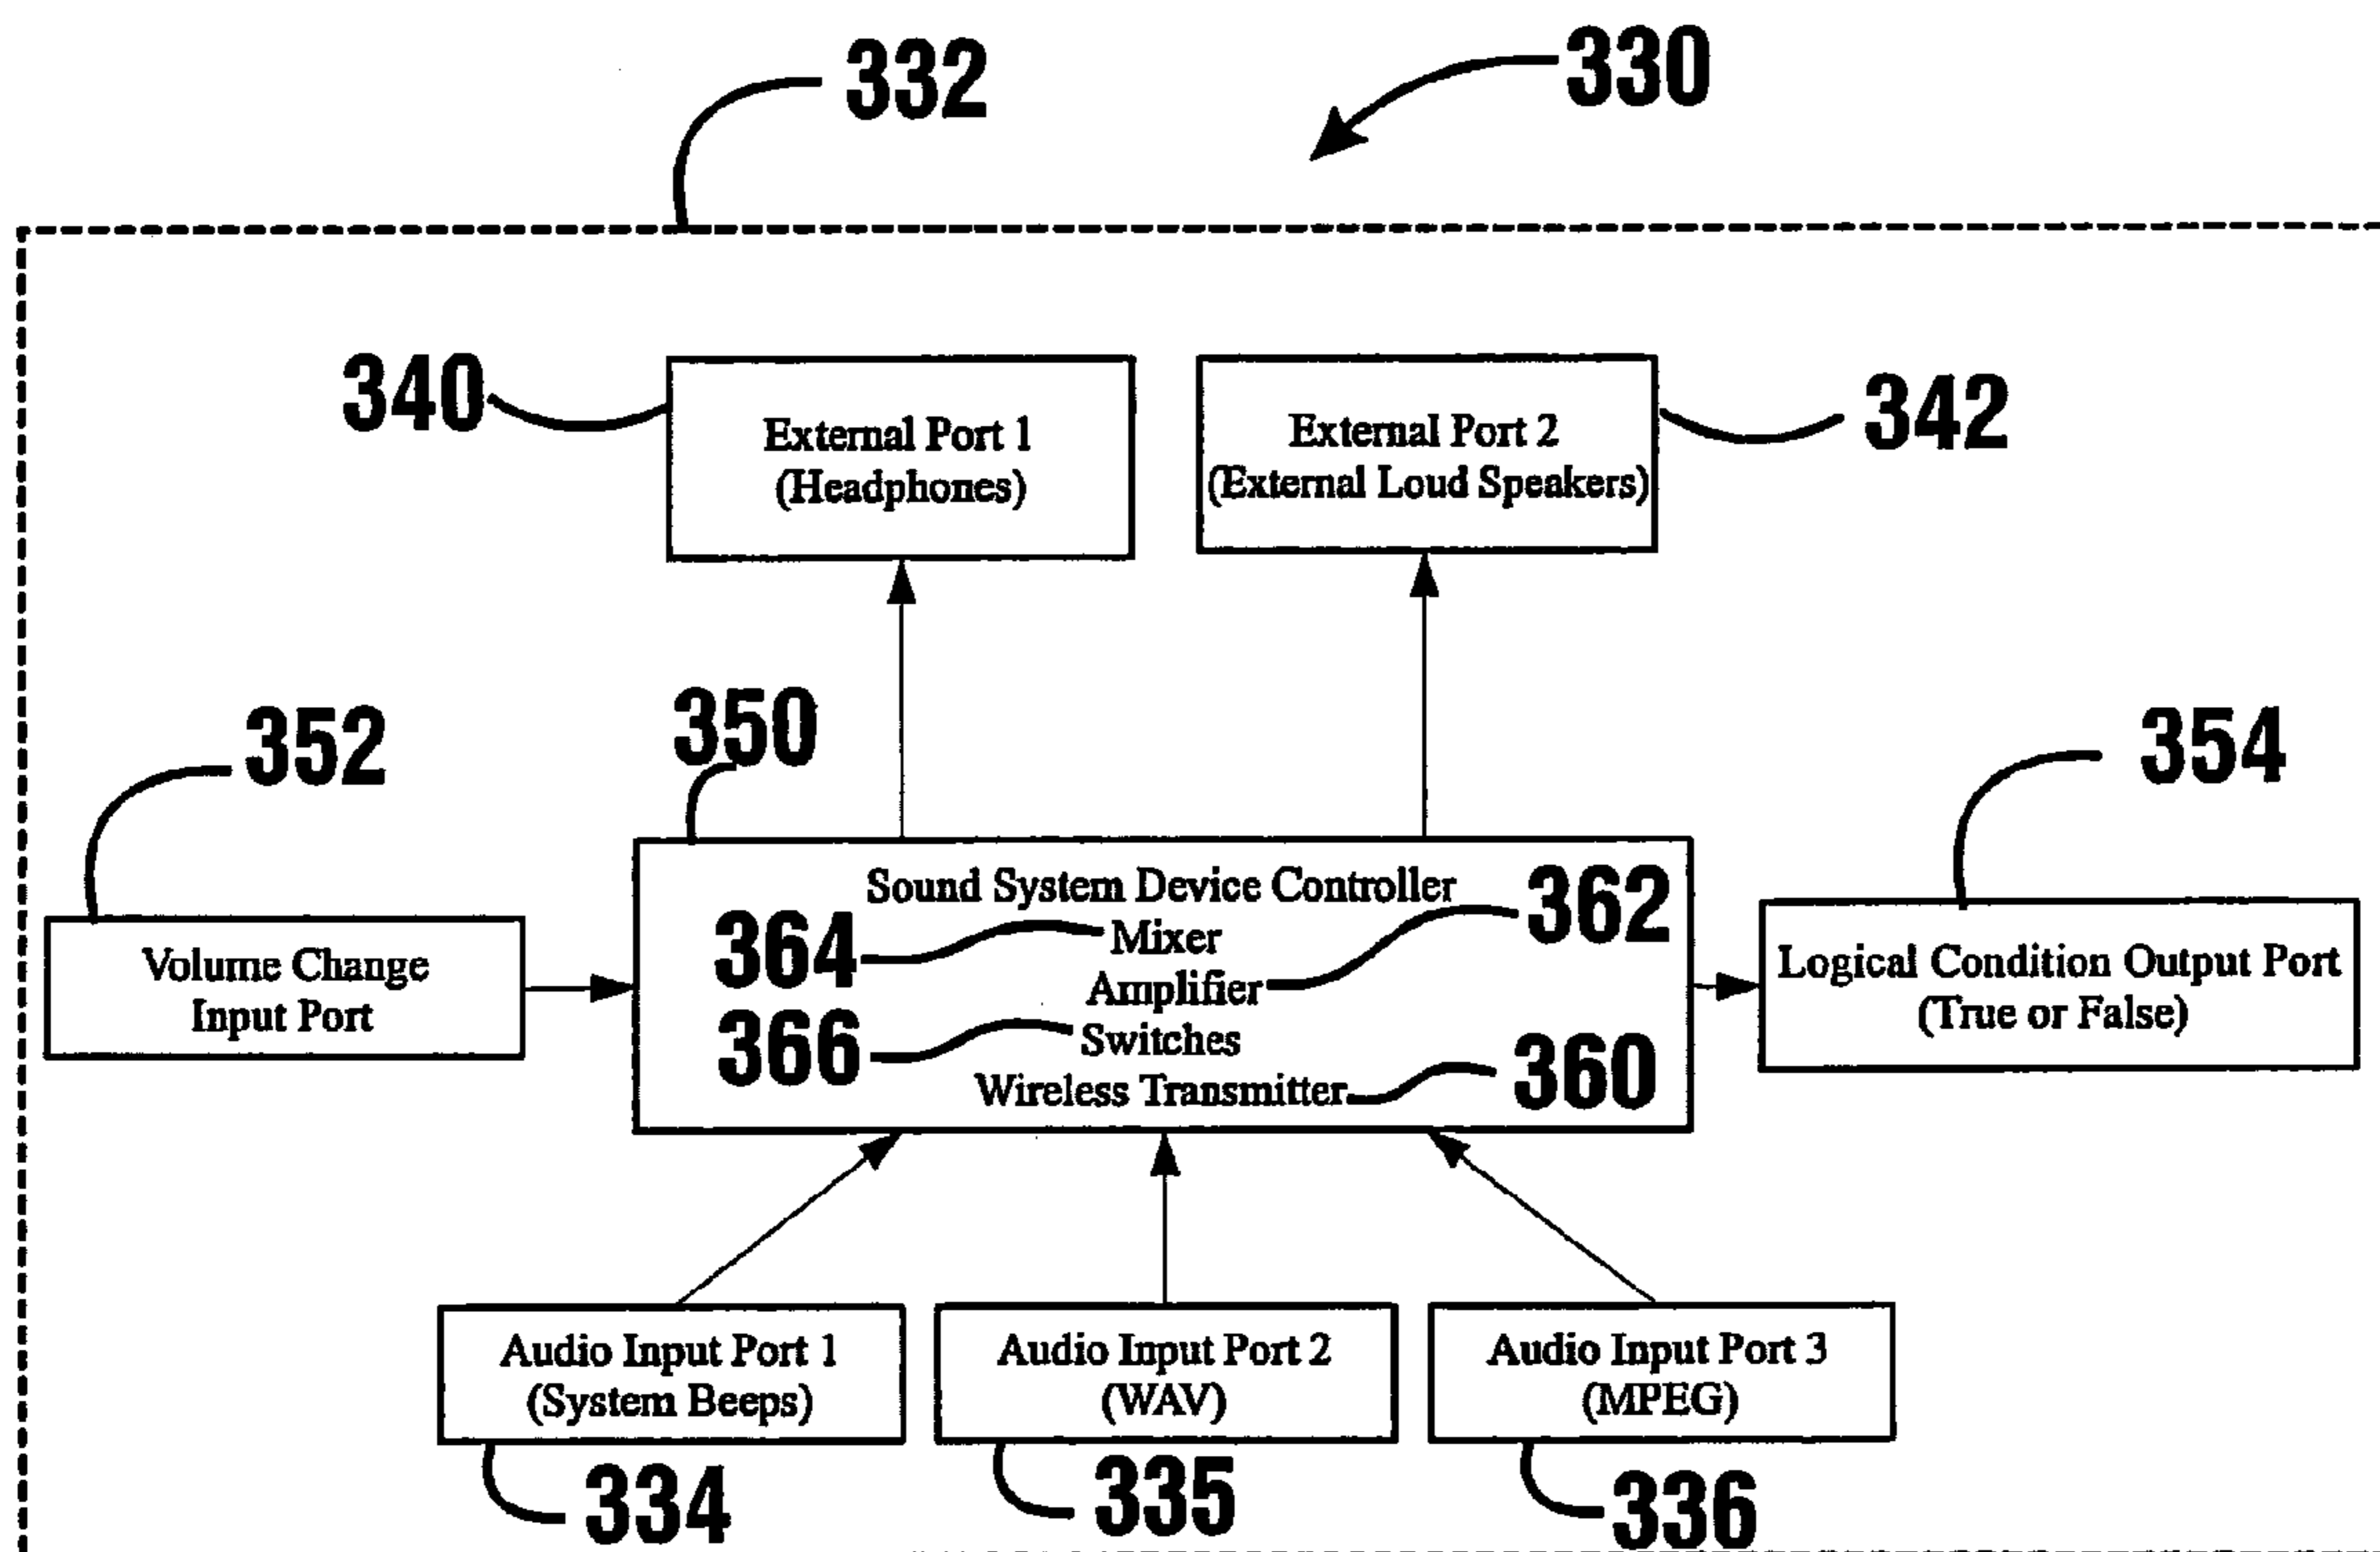 332
330
340
External Port 1
(Headphones)
External Port 2
(External Loud Speakers)
342
352
350
354
Volume Change
Input Port
Sound System Device Controller
362
364
Mixer
Amplifier
366
Switches
Wireless Transmitter
360
Logical Condition Output Port
(True or False)
Audio Input Port 1
(System Beeps)
Audio Input Port 2
(WAV)
Audio Input Port 3
(MPEG)
334
335
336